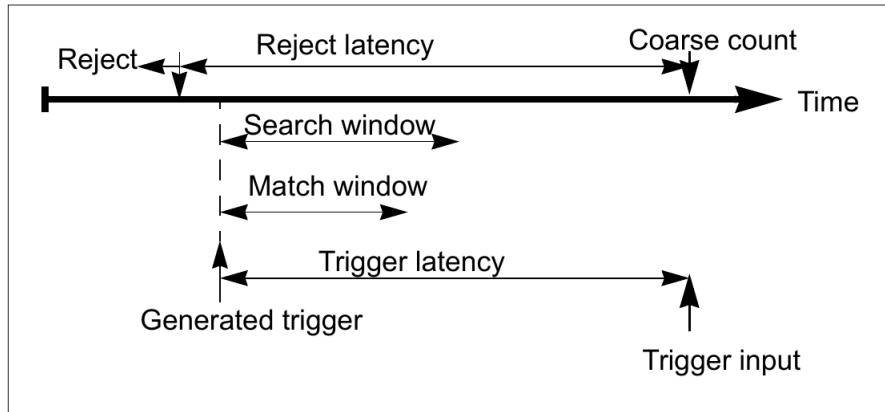 Reject
Reject latency
Coarse count
Time
Search window
Match window
Trigger latency
Generated trigger
Trigger input